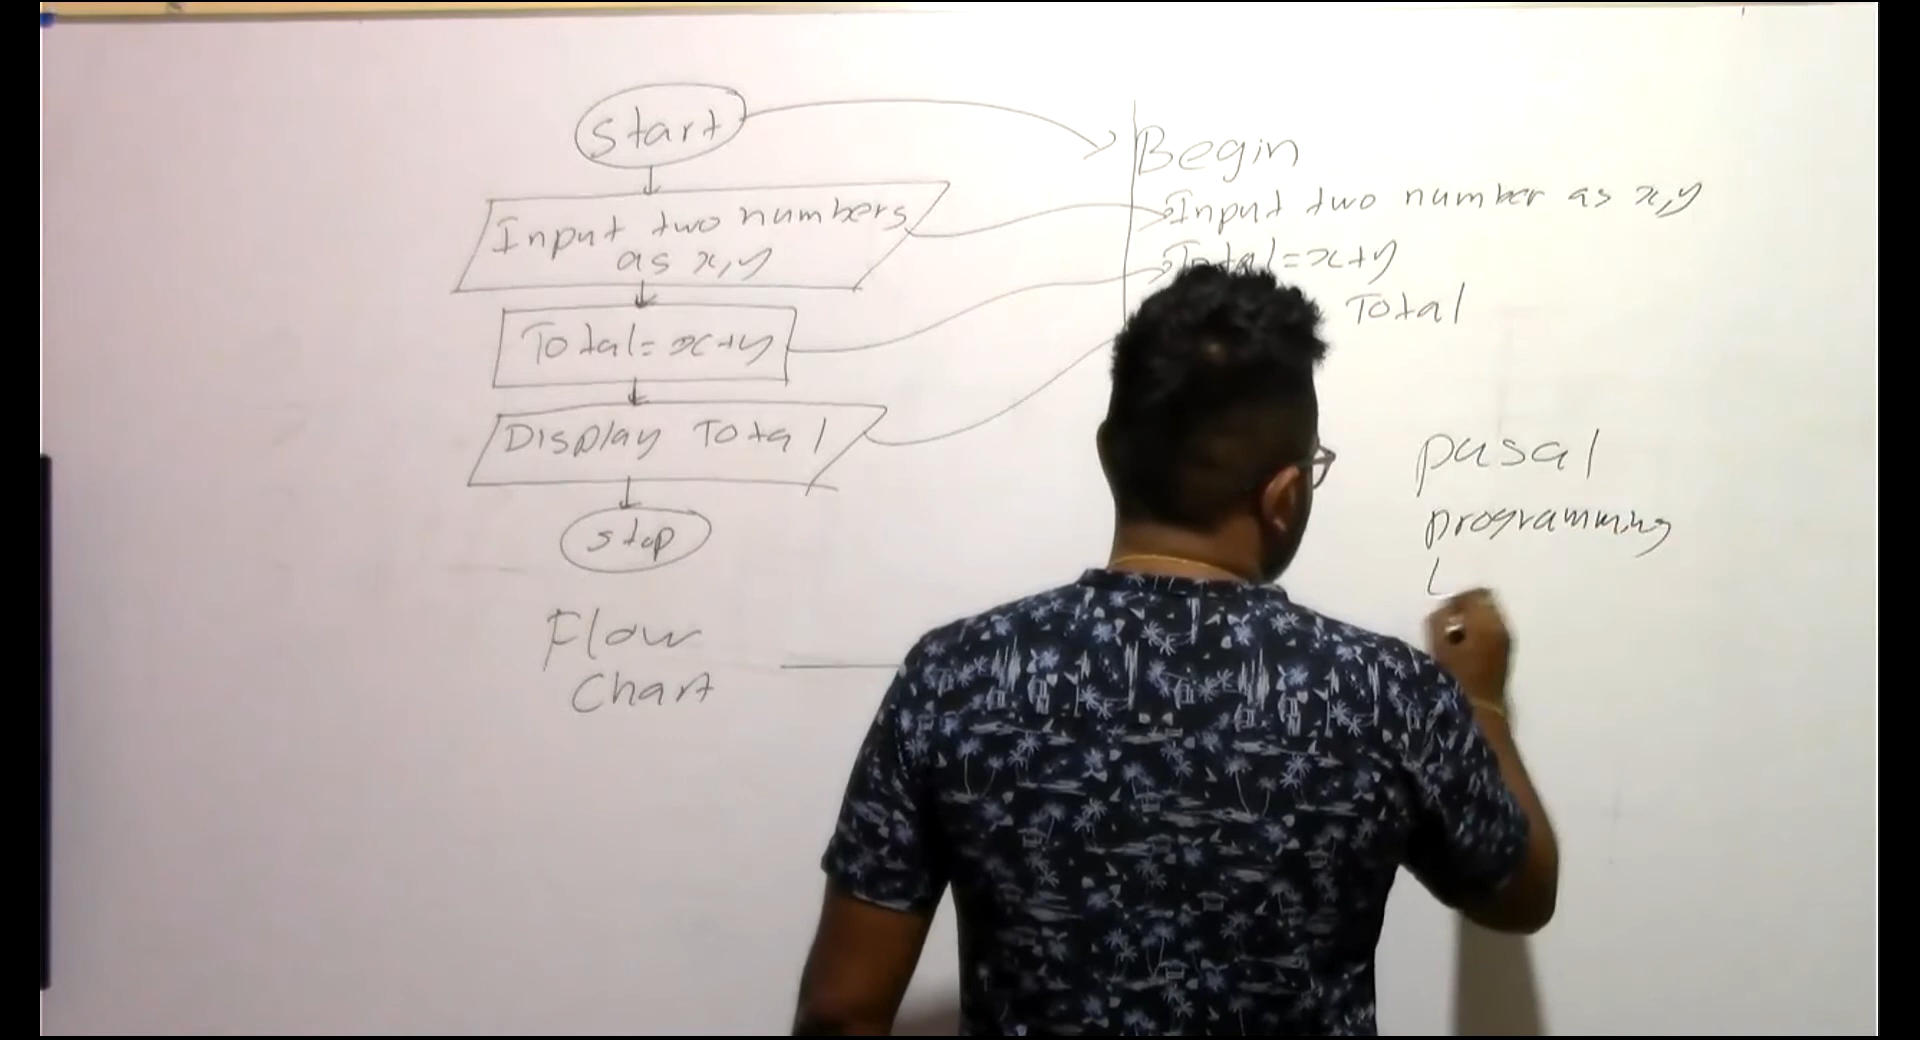 Start
Input two numbers
as x,y
Total= x+y
Display Total
stop
Flow
Chart
Begin
Input two number as x,y
Total=x+y
Total
pasal
programming
L